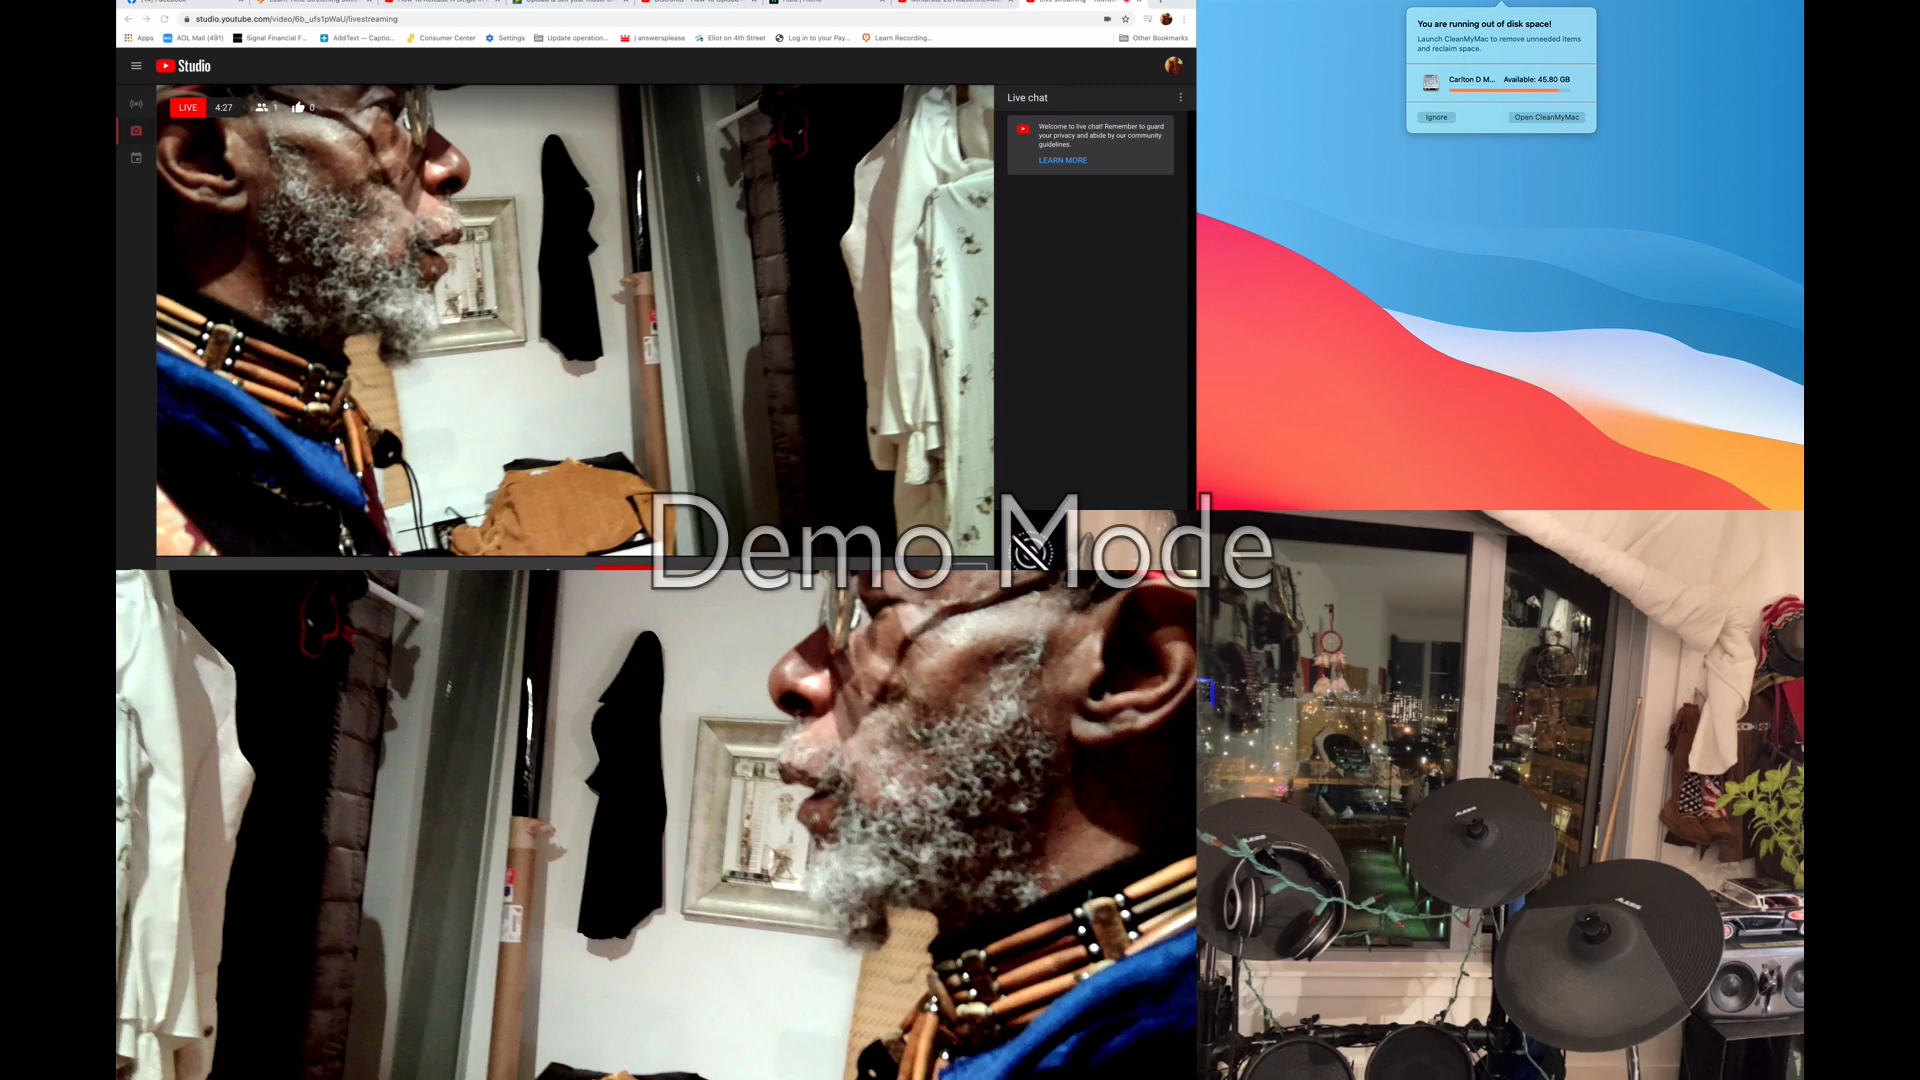 studio.youtube.com/video/6b_ufs1pWaU/livestreaming
Apps AOL Mail (491) Signal Financial F... AddText — Captio... Consumer Center Settings Update operation... | answersplease Eliot on 4th Street Log in to your Pay... Learn Recording... Other Bookmarks
Studio
LIVE 4:27 1 0
Live chat
Welcome to live chat! Remember to guard
your privacy and abide by our community
guidelines.
LEARN MORE
You are running out of disk space!
Launch CleanMyMac to remove unneeded items
and reclaim space.
Carlton D M... Available: 45.80 GB
Ignore Open CleanMyMac
Demo Mode
ALESIS
ALESIS
ALESIS